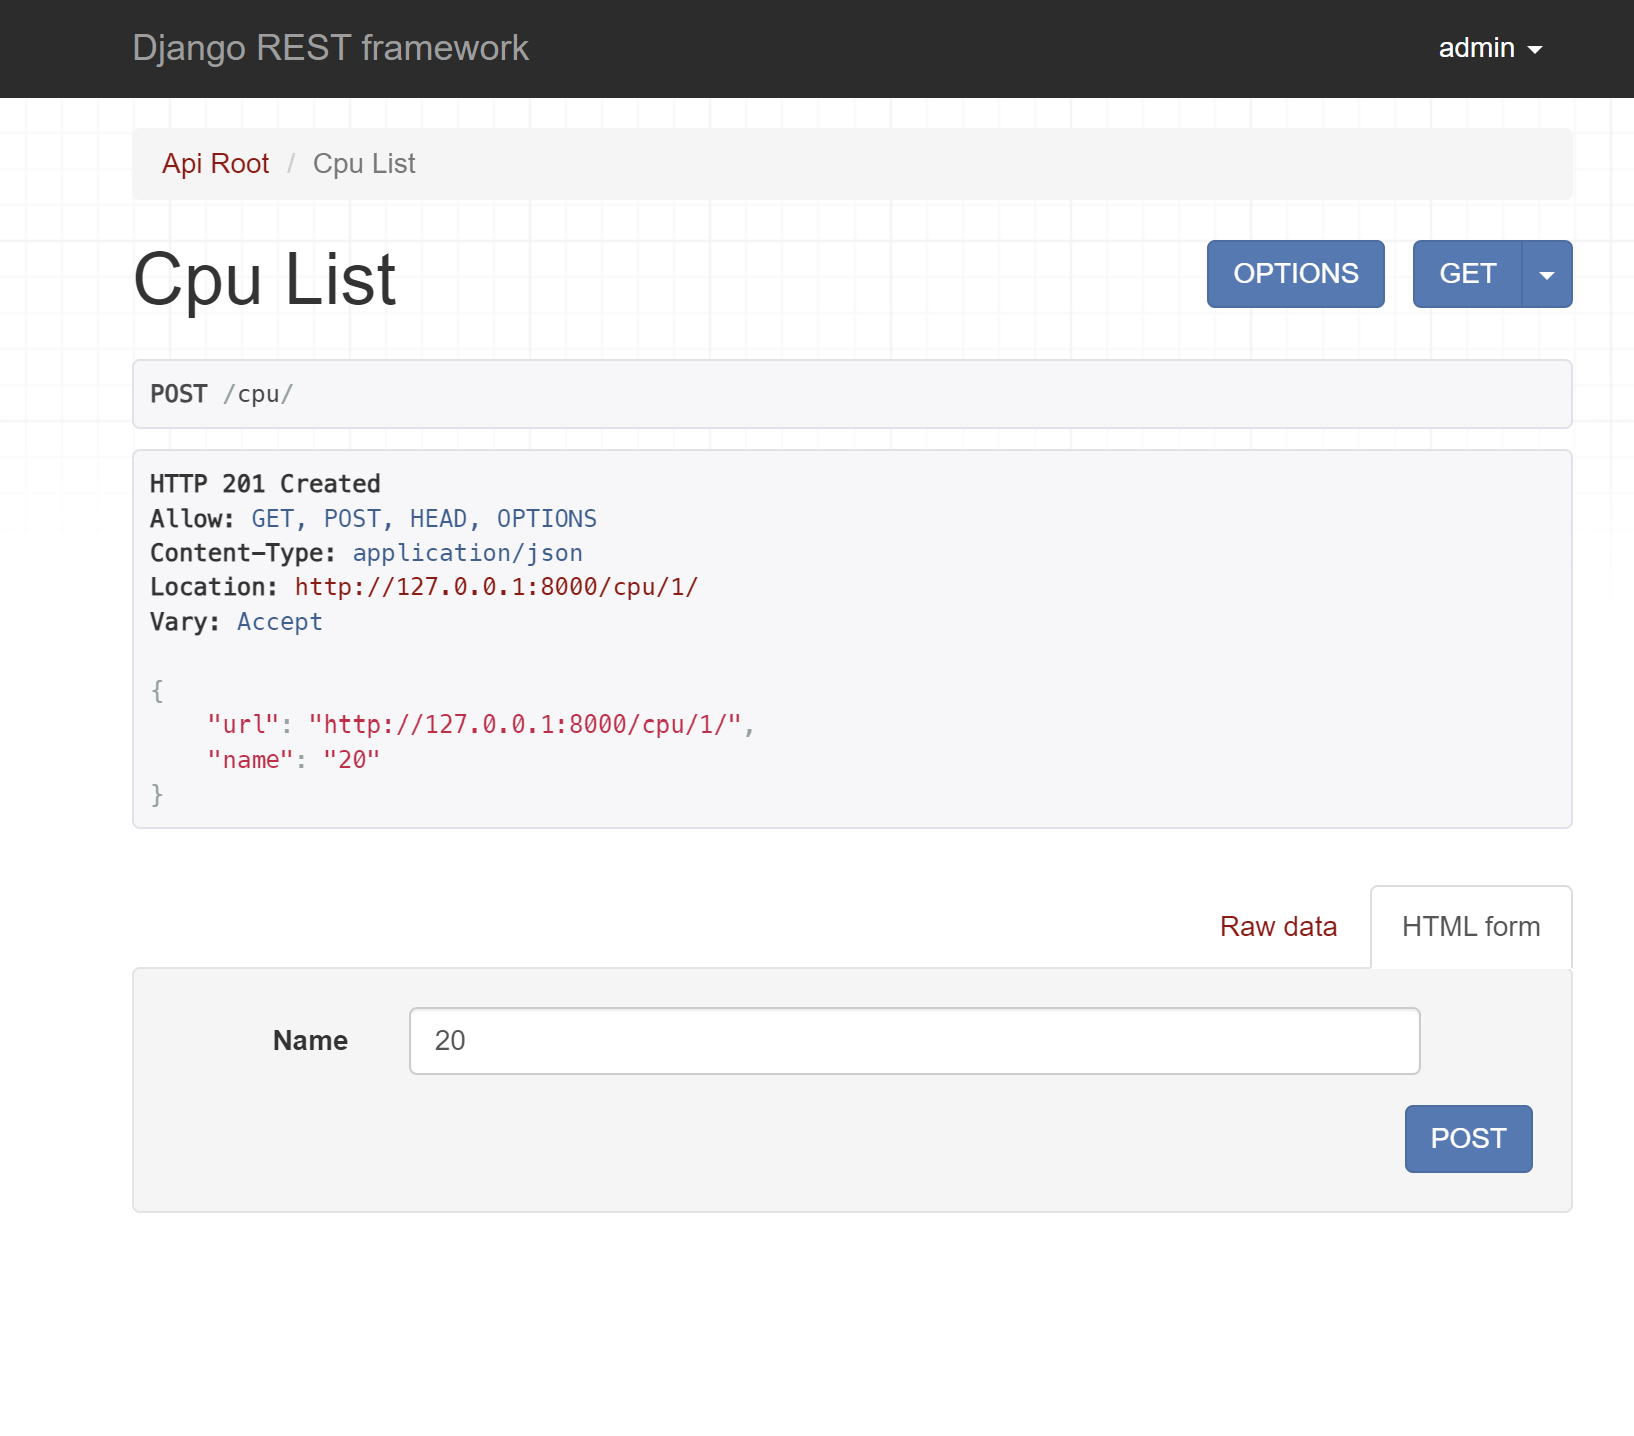 Django REST framework
admin
Api Root / Cpu List
Cpu List
OPTIONS
GET
POST /cpu/
HTTP 201 Created
Allow: GET, POST, HEAD, OPTIONS
Content-Type: application/json
Location: http://127.0.0.1:8000/cpu/1/
Vary: Accept
{
    "url": "http://127.0.0.1:8000/cpu/1/",
    "name": "20"
}
Raw data
HTML form
Name
20
POST